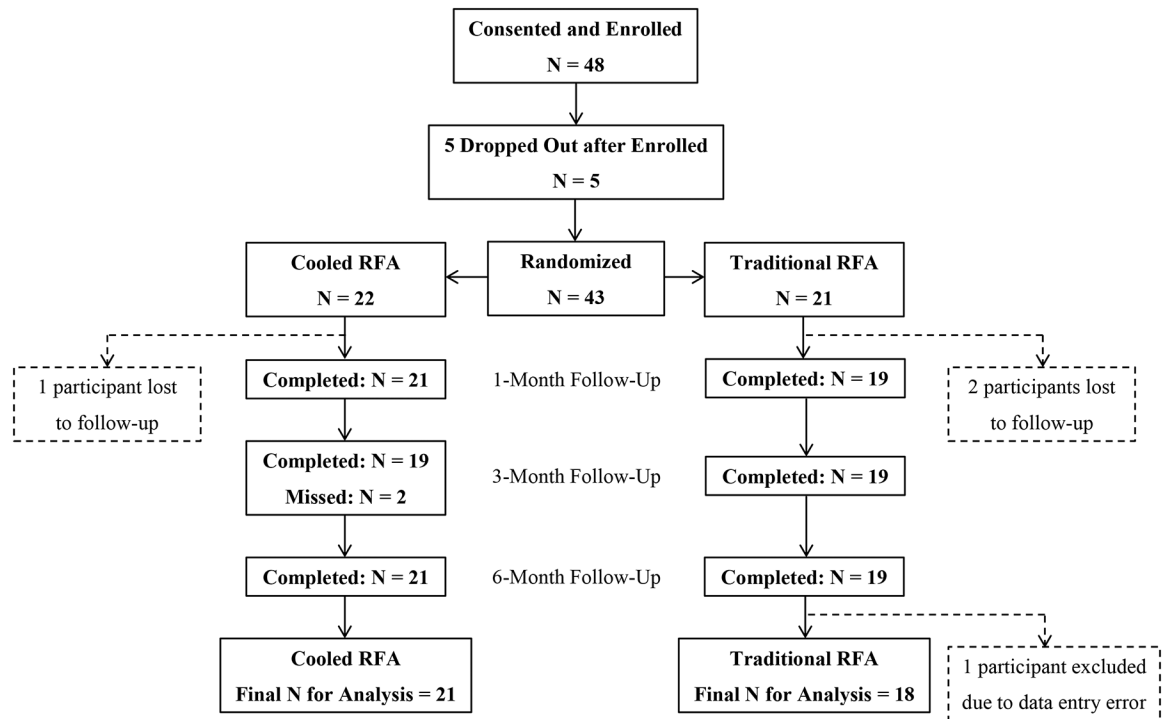 Consented and Enrolled
N = 48
5 Dropped Out after Enrolled
N = 5
Cooled RFA
N = 22
Randomized
N = 43
Traditional RFA
N = 21
1 participant lost
to follow-up
Completed: N = 21
1-Month Follow-Up
Completed: N = 19
2 participants lost
to follow-up
Completed: N = 19
Missed: N = 2
3-Month Follow-Up
Completed: N = 19
Completed: N = 21
6-Month Follow-Up
Completed: N = 19
Cooled RFA
Final N for Analysis = 21
Traditional RFA
Final N for Analysis = 18
1 participant excluded
due to data entry error